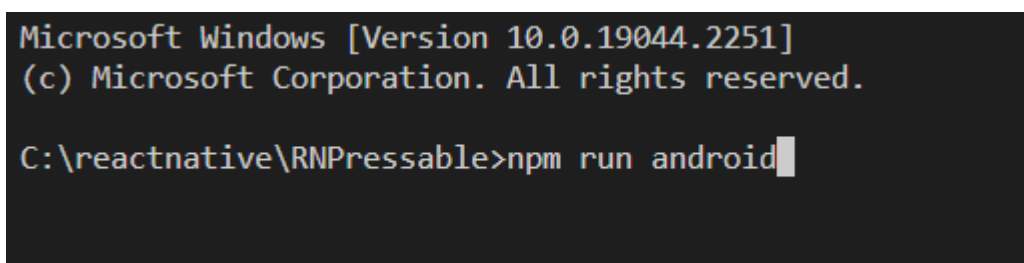 Microsoft Windows [Version 10.0.19044.2251]
(c) Microsoft Corporation. All rights reserved.
C:\reactnative\RNPressable>npm run android